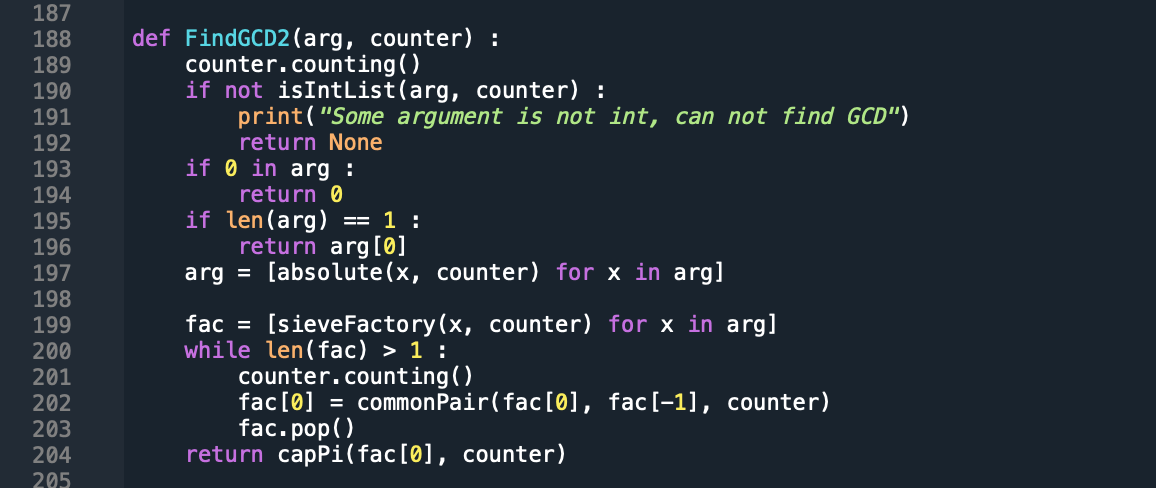 187
188 def FindGCD2(arg, counter) :
189     counter.counting()
190     if not isIntList(arg, counter) :
191         print("Some argument is not int, can not find GCD")
192         return None
193     if 0 in arg :
194         return 0
195     if len(arg) == 1 :
196         return arg[0]
197     arg = [absolute(x, counter) for x in arg]
198
199     fac = [sieveFactory(x, counter) for x in arg]
200     while len(fac) > 1 :
201         counter.counting()
202         fac[0] = commonPair(fac[0], fac[-1], counter)
203         fac.pop()
204     return capPi(fac[0], counter)
205